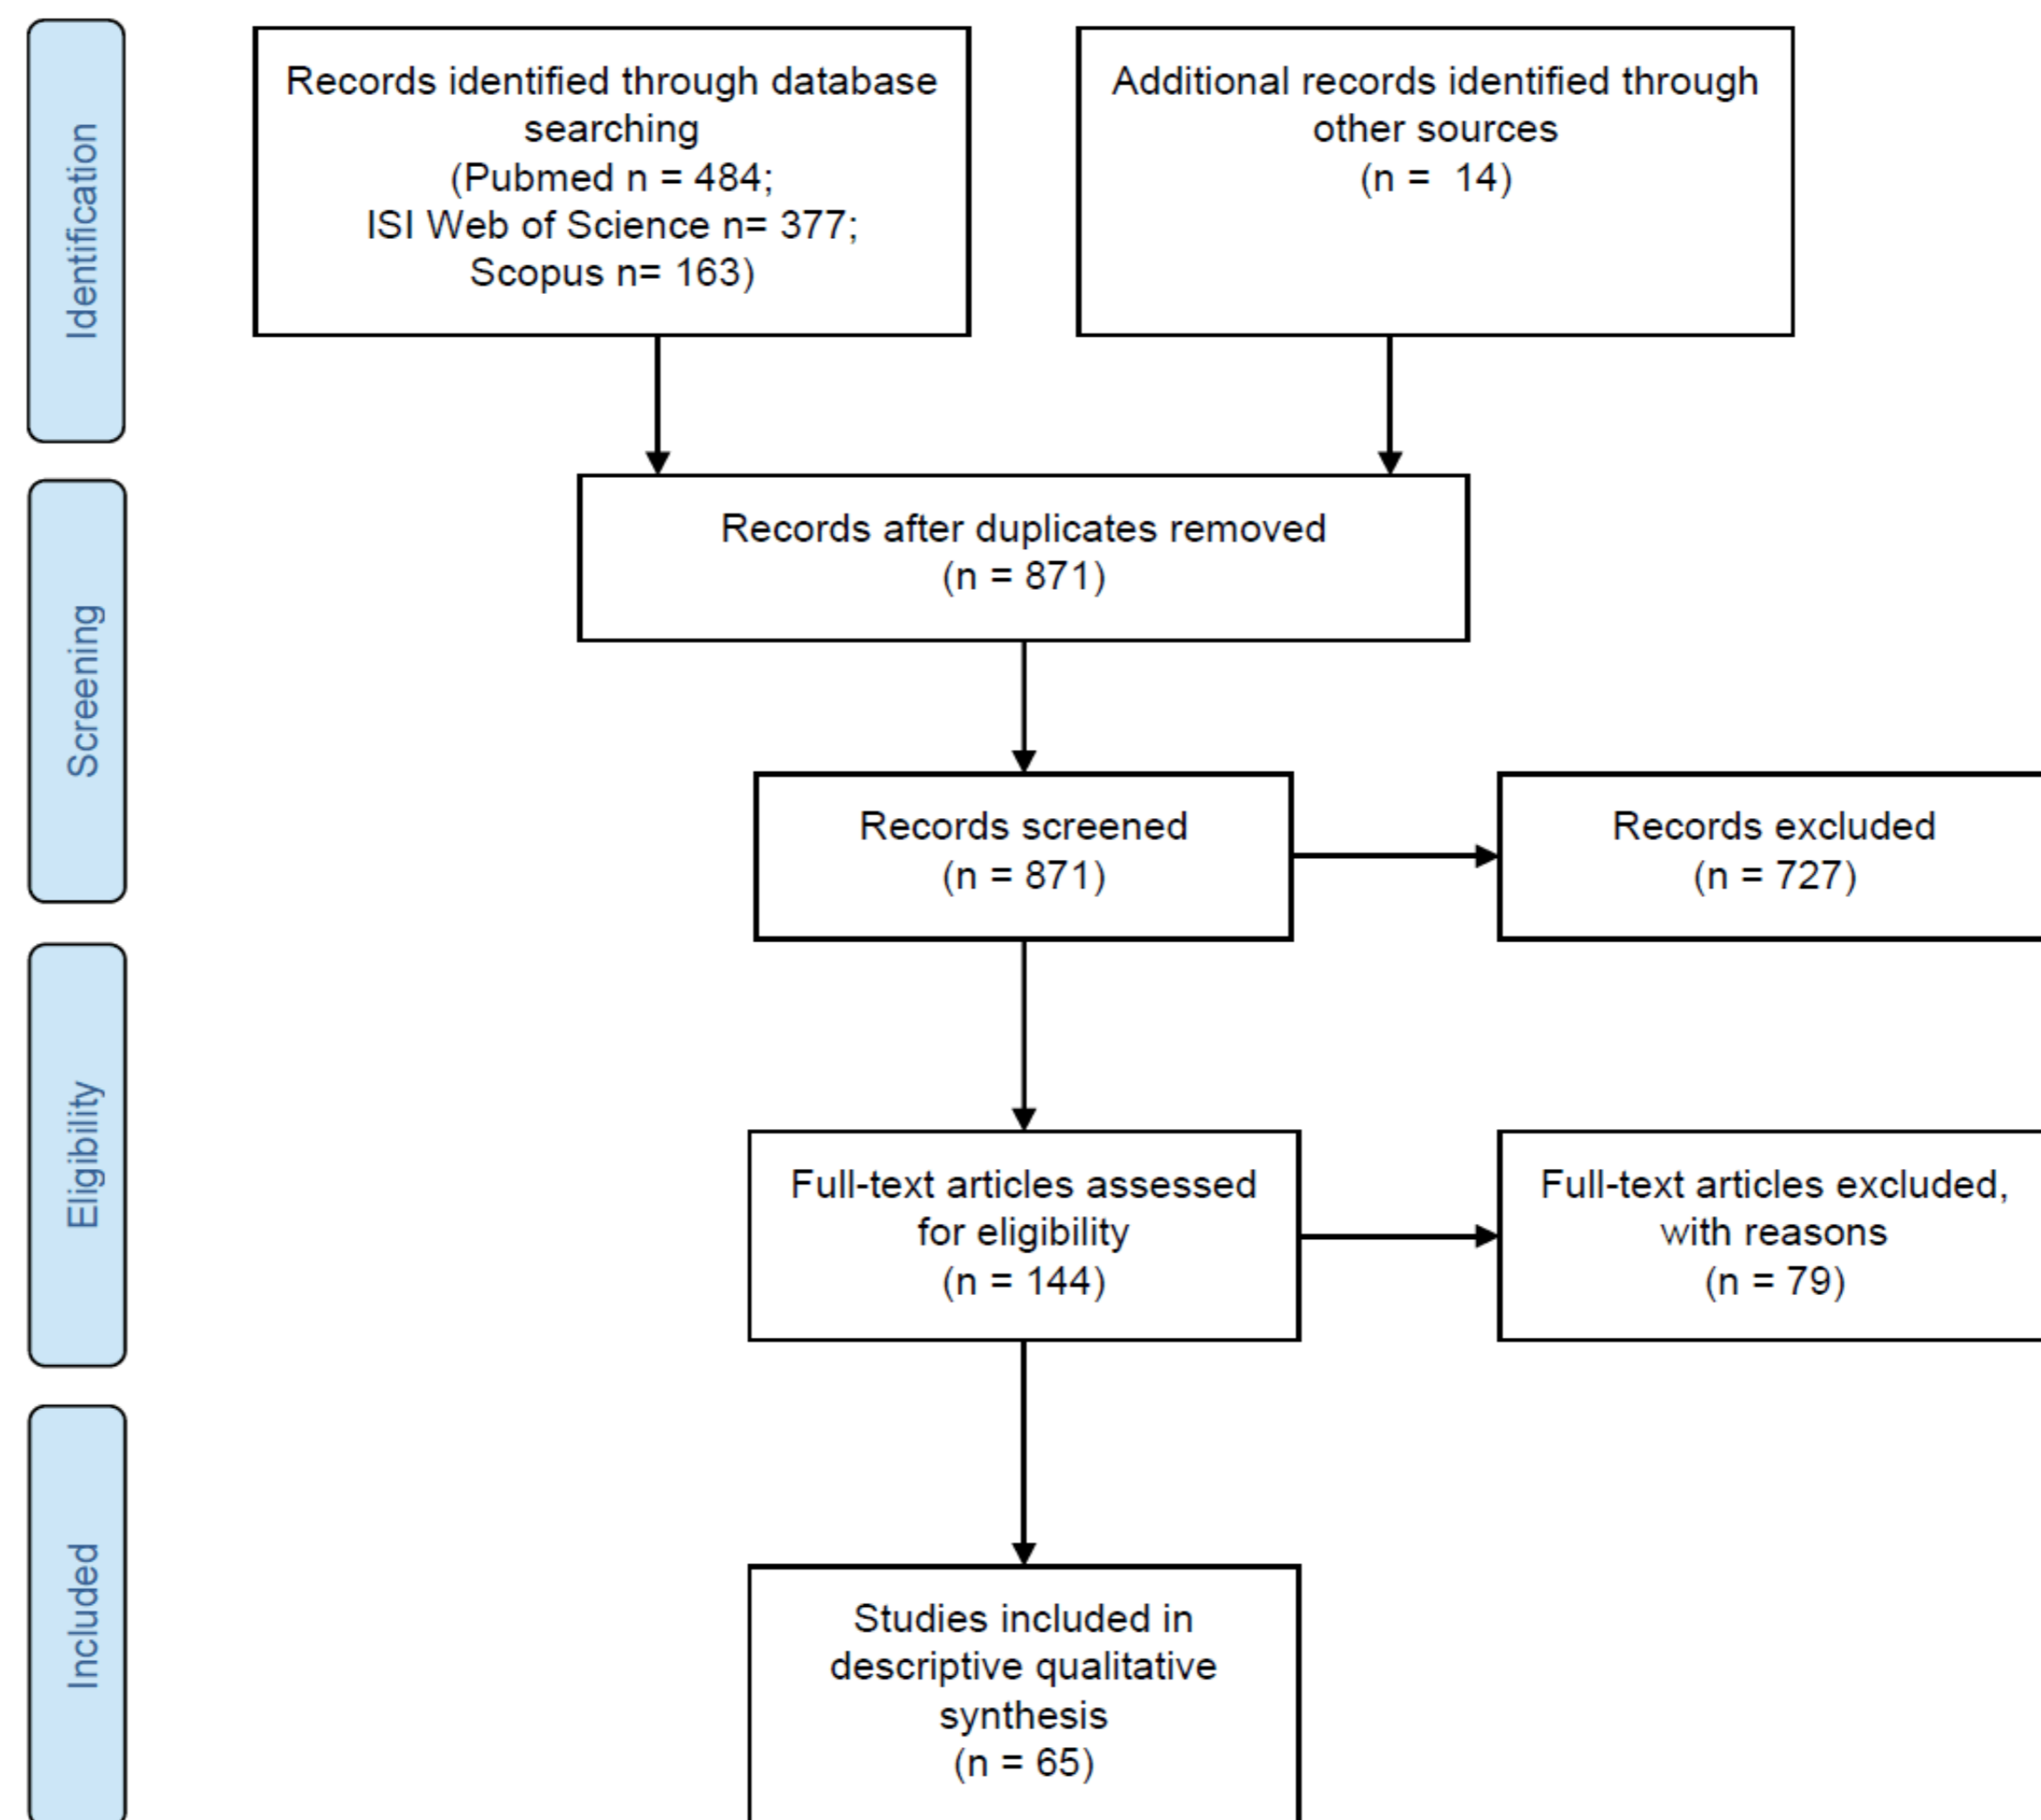 Identification
Records identified through database
searching
(Pubmed n = 484;
ISI Web of Science n= 377;
Scopus n= 163)
Additional records identified through
other sources
(n =  14)
Screening
Records after duplicates removed
(n = 871)
Records screened
(n = 871)
Records excluded
(n = 727)
Eligibility
Full-text articles assessed
for eligibility
(n = 144)
Full-text articles excluded,
with reasons
(n = 79)
Included
Studies included in
descriptive qualitative
synthesis
(n = 65)